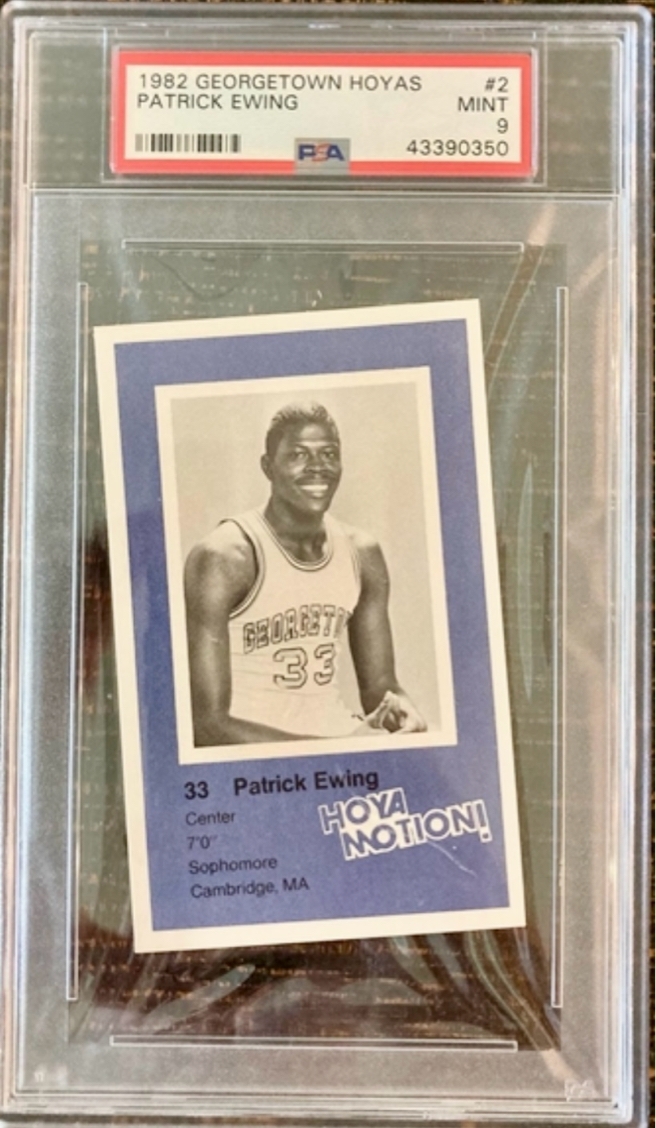 1982 GEORGETOWN HOYAS #2
PATRICK EWING MINT
9
PSA 43390350
GEORGET
33
33 Patrick Ewing
Center
7'0"
Sophomore
Cambridge, MA
HOYA
MOTION!